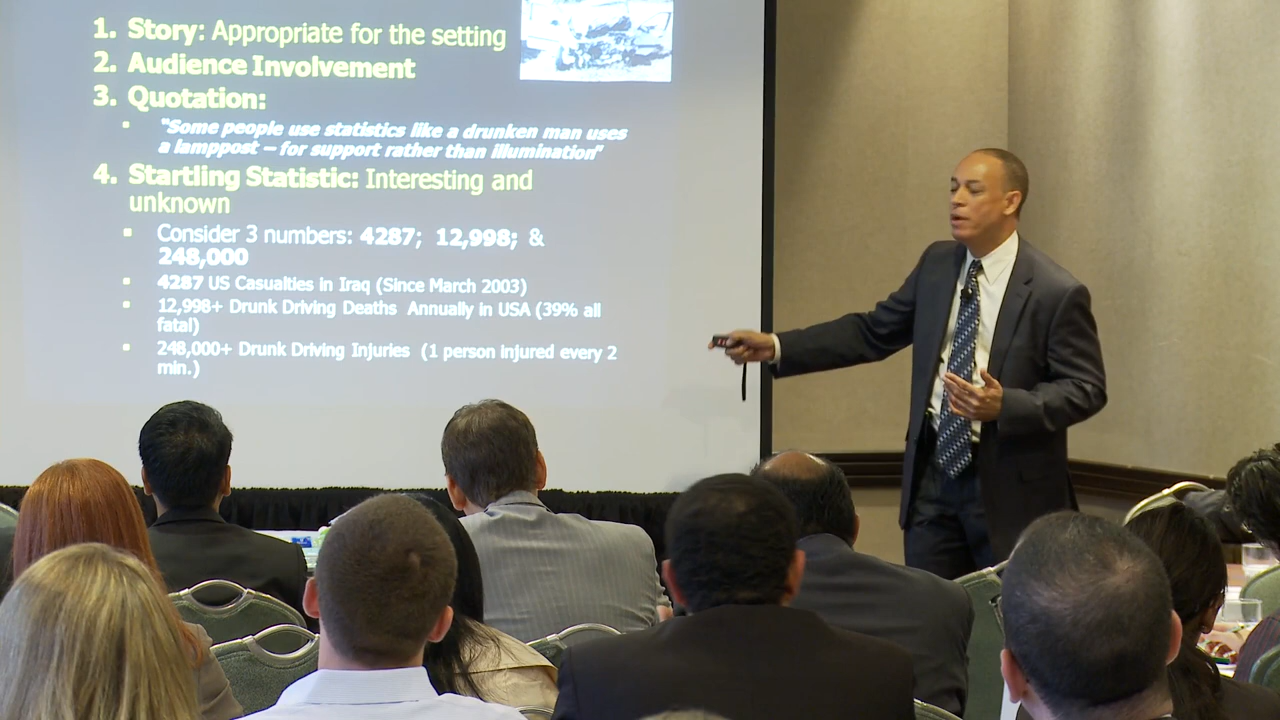 1. Story: Appropriate for the setting
2. Audience Involvement
3. Quotation:
"Some people use statistics like a drunken man uses
a lamppost – for support rather than illumination"
4. Startling Statistic: Interesting and
unknown
Consider 3 numbers: 4287; 12,998; &
248,000
4287 US Casualties in Iraq (Since March 2003)
12,998+ Drunk Driving Deaths Annually in USA (39% all
fatal)
248,000+ Drunk Driving Injuries (1 person injured every 2
min.)